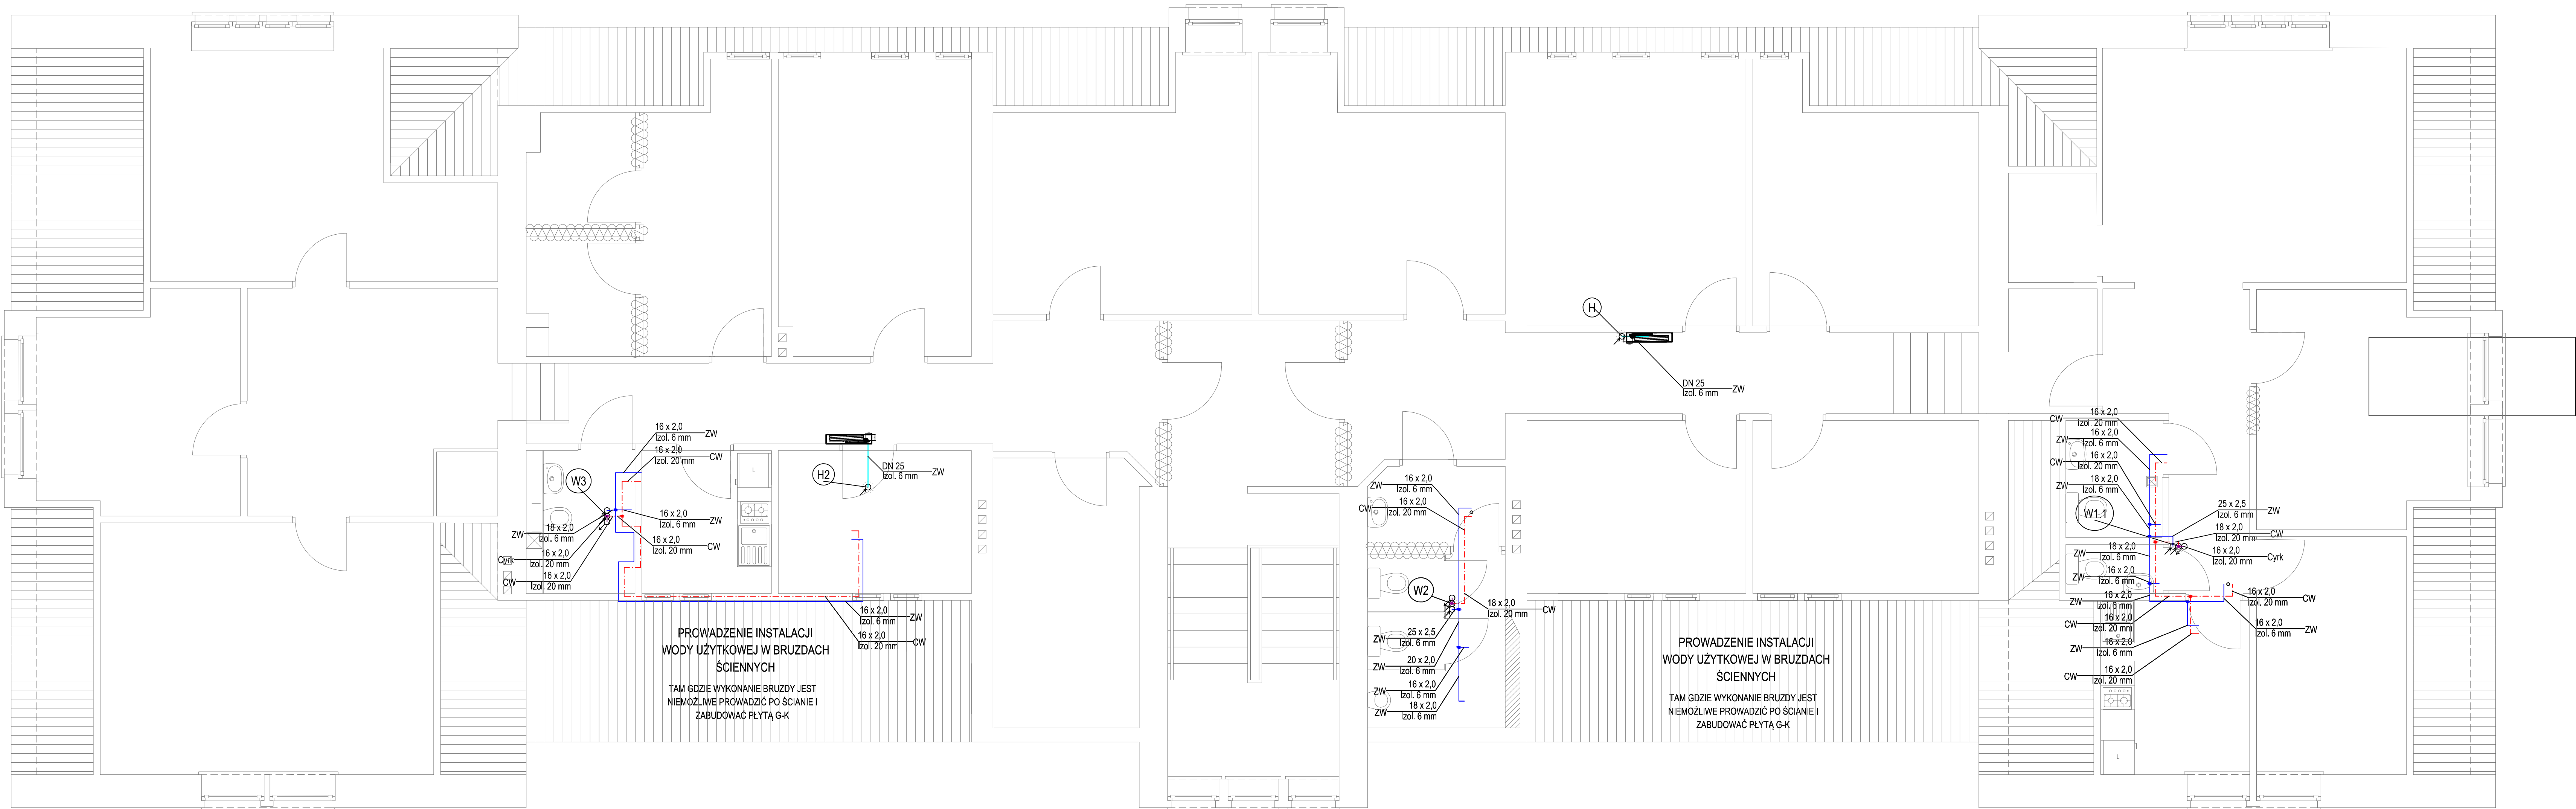 H
DN 25
Izol. 6 mm
ZW
16 x 2,0
Izol. 6 mm
ZW
16 x 2,0
Izol. 20 mm
CW
W3
ZW
18 x 2,0
Izol. 6 mm
16 x 2,0
Izol. 6 mm
ZW
Cyrk
16 x 2,0
Izol. 20 mm
16 x 2,0
Izol. 20 mm
CW
CW
16 x 2,0
Izol. 20 mm
L
H2
DN 25
Izol. 6 mm
ZW
16 x 2,0
Izol. 6 mm
ZW
16 x 2,0
Izol. 20 mm
CW
PROWADZENIE INSTALACJI
WODY UŻYTKOWEJ W BRUZDACH
ŚCIENNYCH
TAM GDZIE WYKONANIE BRUZDY JEST
NIEMOŻLIWE PROWADZIĆ PO ŚCIANIE I
ZABUDOWAĆ PŁYTĄ G-K
ZW
16 x 2,0
Izol. 6 mm
CW
16 x 2,0
Izol. 20 mm
W2
18 x 2,0
Izol. 20 mm
CW
ZW
25 x 2,5
Izol. 6 mm
ZW
20 x 2,0
Izol. 6 mm
ZW
16 x 2,0
Izol. 6 mm
ZW
18 x 2,0
Izol. 6 mm
PROWADZENIE INSTALACJI
WODY UŻYTKOWEJ W BRUZDACH
ŚCIENNYCH
TAM GDZIE WYKONANIE BRUZDY JEST
NIEMOŻLIWE PROWADZIĆ PO ŚCIANIE I
ZABUDOWAĆ PŁYTĄ G-K
CW
16 x 2,0
Izol. 20 mm
ZW
16 x 2,0
Izol. 6 mm
CW
16 x 2,0
Izol. 20 mm
ZW
18 x 2,0
Izol. 6 mm
W1.1
25 x 2,5
Izol. 6 mm
ZW
18 x 2,0
Izol. 20 mm
CW
16 x 2,0
Izol. 20 mm
Cyrk
ZW
18 x 2,0
Izol. 6 mm
ZW
16 x 2,0
Izol. 6 mm
ZW
16 x 2,0
Izol. 6 mm
CW
16 x 2,0
Izol. 20 mm
ZW
16 x 2,0
Izol. 6 mm
CW
16 x 2,0
Izol. 20 mm
16 x 2,0
Izol. 20 mm
CW
16 x 2,0
Izol. 6 mm
ZW
L